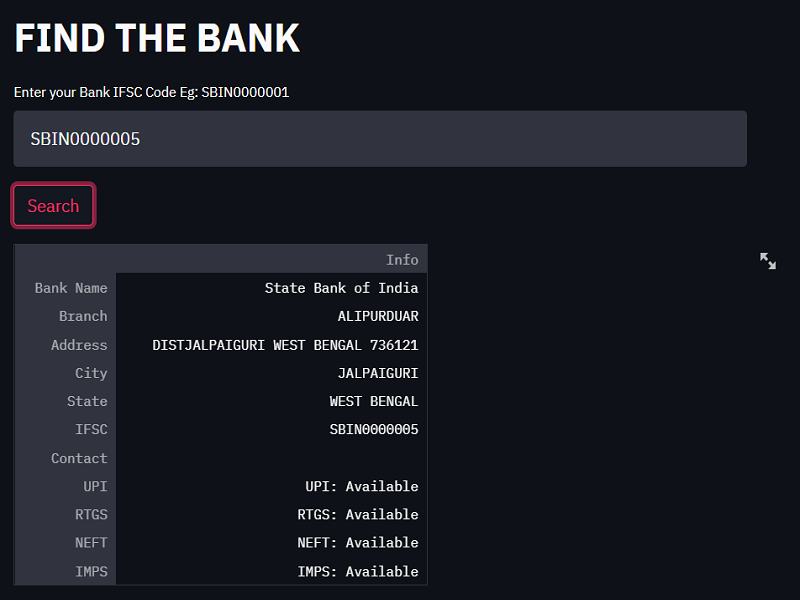 FIND THE BANK
Enter your Bank IFSC Code Eg: SBIN0000001
SBIN0000005
Search
Info
Bank Name State Bank of India
Branch ALIPURDUAR
Address DISTJALPAIGURI WEST BENGAL 736121
City JALPAIGURI
State WEST BENGAL
IFSC SBIN0000005
Contact
UPI UPI: Available
RTGS RTGS: Available
NEFT NEFT: Available
IMPS IMPS: Available